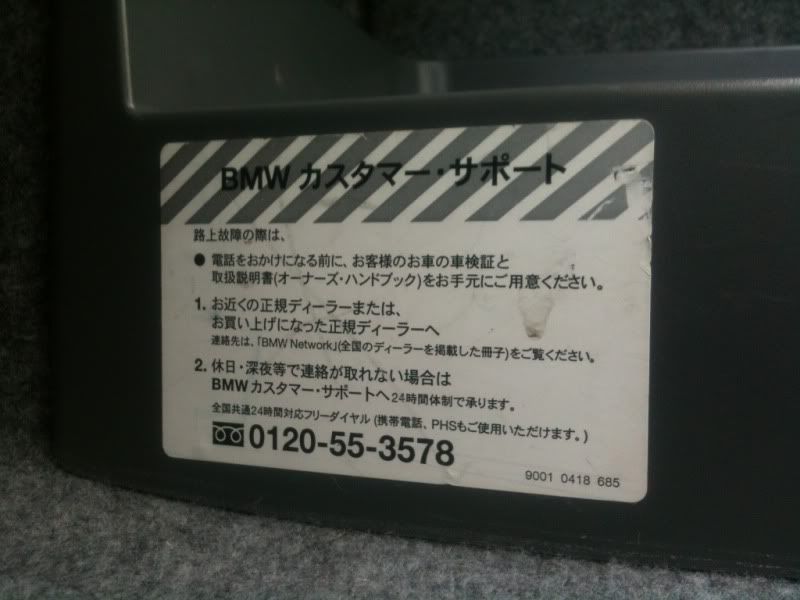 BMW カスタマー・サポート
路上故障の際は、
● 電話をおかけになる前に、お客様のお車の車検証と
取扱説明書(オーナーズ・ハンドブック)をお手元にご用意ください。
1. お近くの正規ディーラーまたは、
お買い上げになった正規ディーラーへ
連絡先は、「BMW Network」(全国のディーラーを掲載した冊子)をご覧ください。
2. 休日・深夜等で連絡が取れない場合は
BMW カスタマー・サポートへ 24時間体制で承ります。
全国共通24時間対応フリーダイヤル (携帯電話、PHSもご使用いただけます。)
0120-55-3578
9001 0418 685